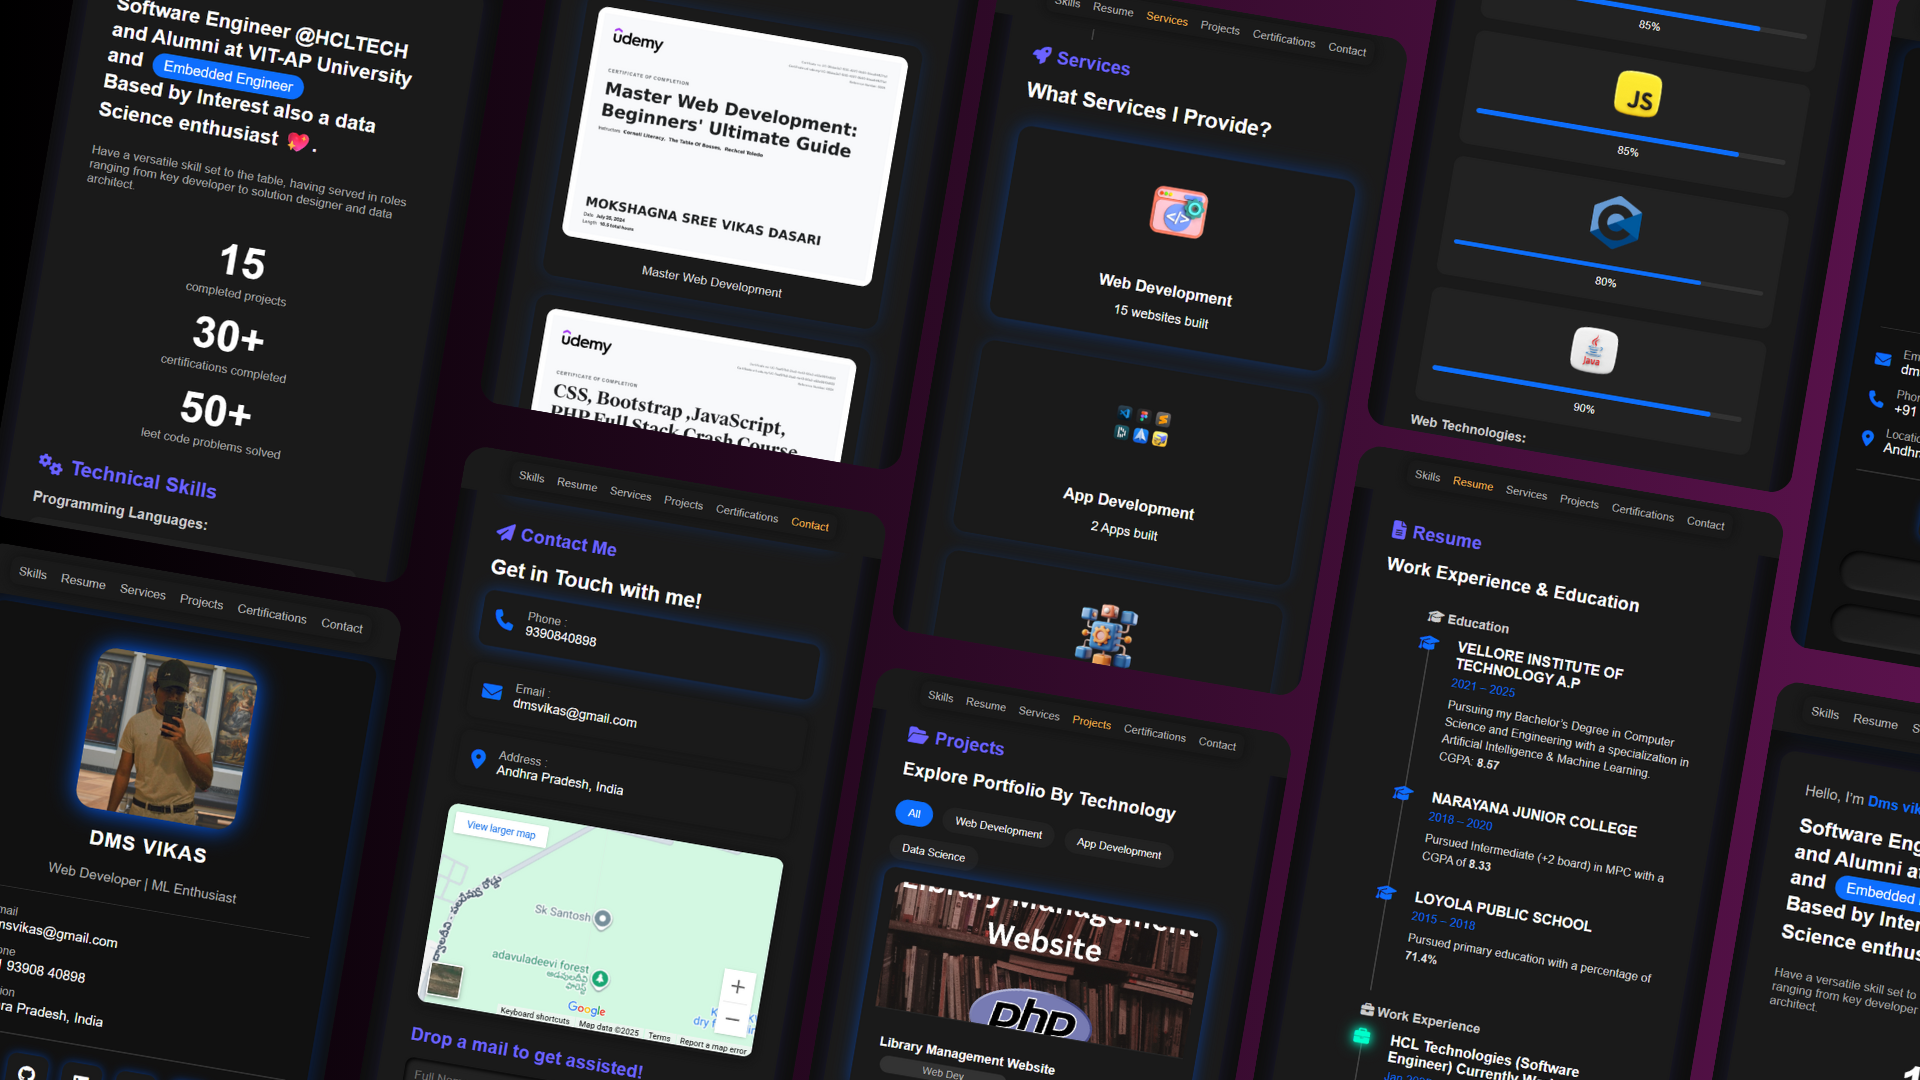 Software Engineer @HCLTECH
and Alumni at VIT-AP University
and Embedded Engineer
Based by Interest also a data
Science enthusiast 💖.
Have a versatile skill set to the table, having served in roles
ranging from key developer to solution designer and data
architect.
15
completed projects
30+
certifications completed
50+
leet code problems solved
Technical Skills
Programming Languages:
Skills Resume Services Projects Certifications Contact
DMS VIKAS
Web Developer | ML Enthusiast
msvikas@gmail.com
93908 40898
ra Pradesh, India
udemy
CERTIFICATE OF COMPLETION
Master Web Development:
Beginners' Ultimate Guide
Instructors
MOKSHAGNA SREE VIKAS DASARI
Date July 28, 2024
Length 16.5 total hours
Master Web Development
udemy
CERTIFICATE OF COMPLETION
CSS, Bootstrap ,JavaScript,
PHP Full Stack Crash Course
Skills Resume Services Projects Certifications Contact
Contact Me
Get in Touch with me!
Phone :
9390840898
Email :
dmsvikas@gmail.com
Address :
Andhra Pradesh, India
View larger map
Sk Santosh
adavuladeevi forest
Google
Keyboard shortcuts Map data ©2025 Terms Report a map error
Drop a mail to get assisted!
Skills Resume Services Projects Certifications Contact
Services
What Services I Provide?
Web Development
15 websites built
App Development
2 Apps built
Skills Resume Services Projects Certifications Contact
Projects
Explore Portfolio By Technology
All Web Development App Development
Data Science
Library Management
Website
php
Library Management Website
Web Dev
85%
JS
85%
C
80%
Java
90%
Web Technologies:
Skills Resume Services Projects Certifications Contact
Resume
Work Experience & Education
Education
VELLORE INSTITUTE OF
TECHNOLOGY A.P
2021 – 2025
Pursuing my Bachelor's Degree in Computer
Science and Engineering with a specialization in
Artificial Intelligence & Machine Learning.
CGPA: 8.57
NARAYANA JUNIOR COLLEGE
2018 – 2020
Pursued Intermediate (+2 board) in MPC with a
CGPA of 8.33
LOYOLA PUBLIC SCHOOL
2015 – 2018
Pursued primary education with a percentage of
71.4%
Work Experience
HCL Technologies (Software
Engineer) Currently
+91
Skills Resume
Hello, I'm Dms vik
Software Eng
and Alumni a
and Embedded
Based by Inter
Science enthus
Have a versatile skill set to
ranging from key developer
architect.